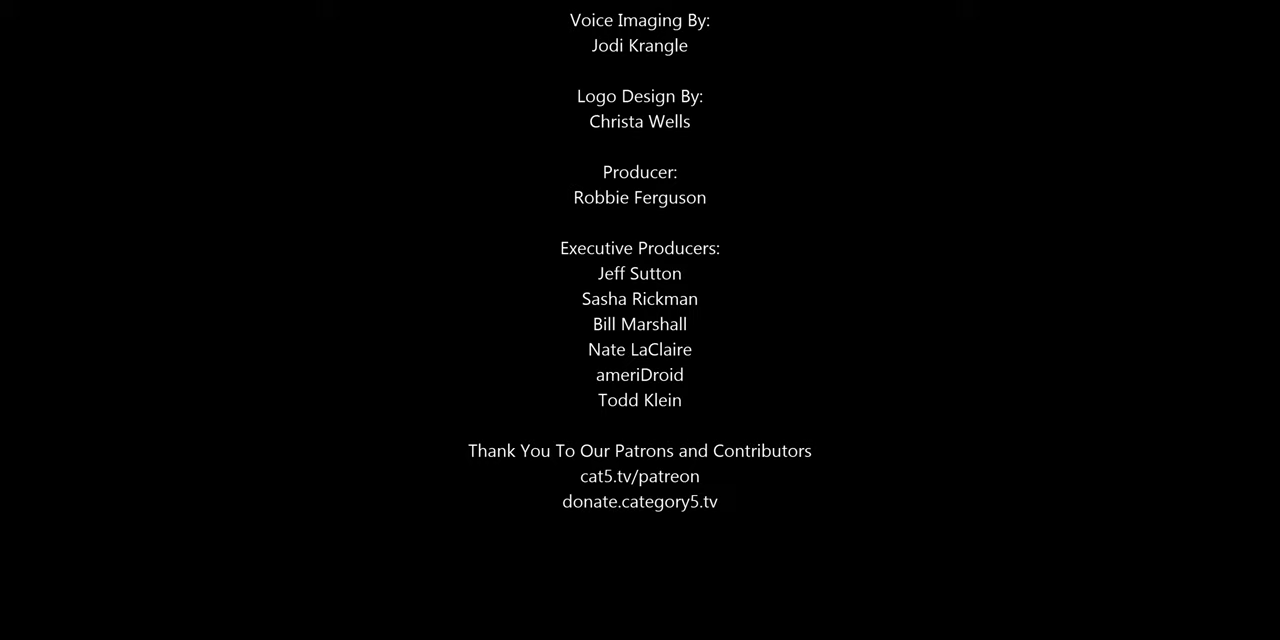 Voice Imaging By:
Jodi Krangle
Logo Design By:
Christa Wells
Producer:
Robbie Ferguson
Executive Producers:
Jeff Sutton
Sasha Rickman
Bill Marshall
Nate LaClaire
ameriDroid
Todd Klein
Thank You To Our Patrons and Contributors
cat5.tv/patreon
donate.category5.tv